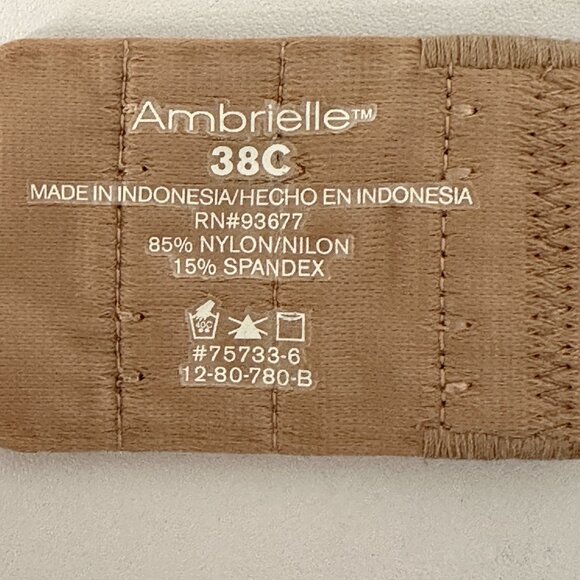 Ambrielle™
38C
MADE IN INDONESIA/HECHO EN INDONESIA
RN#93677
85% NYLON/NILON
15% SPANDEX
40C
#75733-6
12-80-780-B